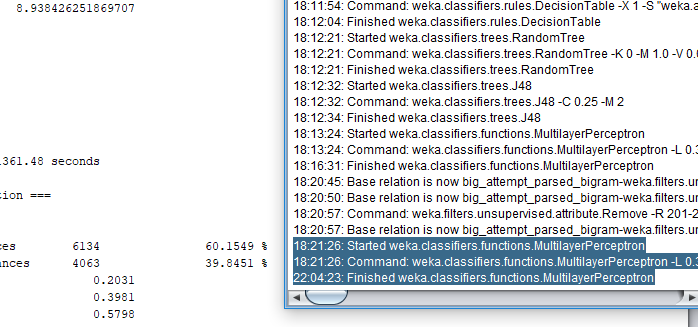 8.938426251869707
361.48 seconds
tion ===
ces 6134 60.1549 %
ances 4063 39.8451 %
0.2031
0.3981
0.5798
18:11:54: Command: weka.classifiers.rules.DecisionTable -X 1 -S "weka.a
18:12:04: Finished weka.classifiers.rules.DecisionTable
18:12:21: Started weka.classifiers.trees.RandomTree
18:12:21: Command: weka.classifiers.trees.RandomTree -K 0 -M 1.0 -V 0.0
18:12:21: Finished weka.classifiers.trees.RandomTree
18:12:32: Started weka.classifiers.trees.J48
18:12:32: Command: weka.classifiers.trees.J48 -C 0.25 -M 2
18:12:34: Finished weka.classifiers.trees.J48
18:13:24: Started weka.classifiers.functions.MultilayerPerceptron
18:13:24: Command: weka.classifiers.functions.MultilayerPerceptron -L 0.3
18:16:31: Finished weka.classifiers.functions.MultilayerPerceptron
18:20:45: Base relation is now big_attempt_parsed_bigram-weka.filters.un
18:20:50: Base relation is now big_attempt_parsed_bigram-weka.filters.un
18:20:57: Command: weka.filters.unsupervised.attribute.Remove -R 201-2
18:20:57: Base relation is now big_attempt_parsed_bigram-weka.filters.un
18:21:26: Started weka.classifiers.functions.MultilayerPerceptron
18:21:26: Command: weka.classifiers.functions.MultilayerPerceptron -L 0.3
22:04:23: Finished weka.classifiers.functions.MultilayerPerceptron